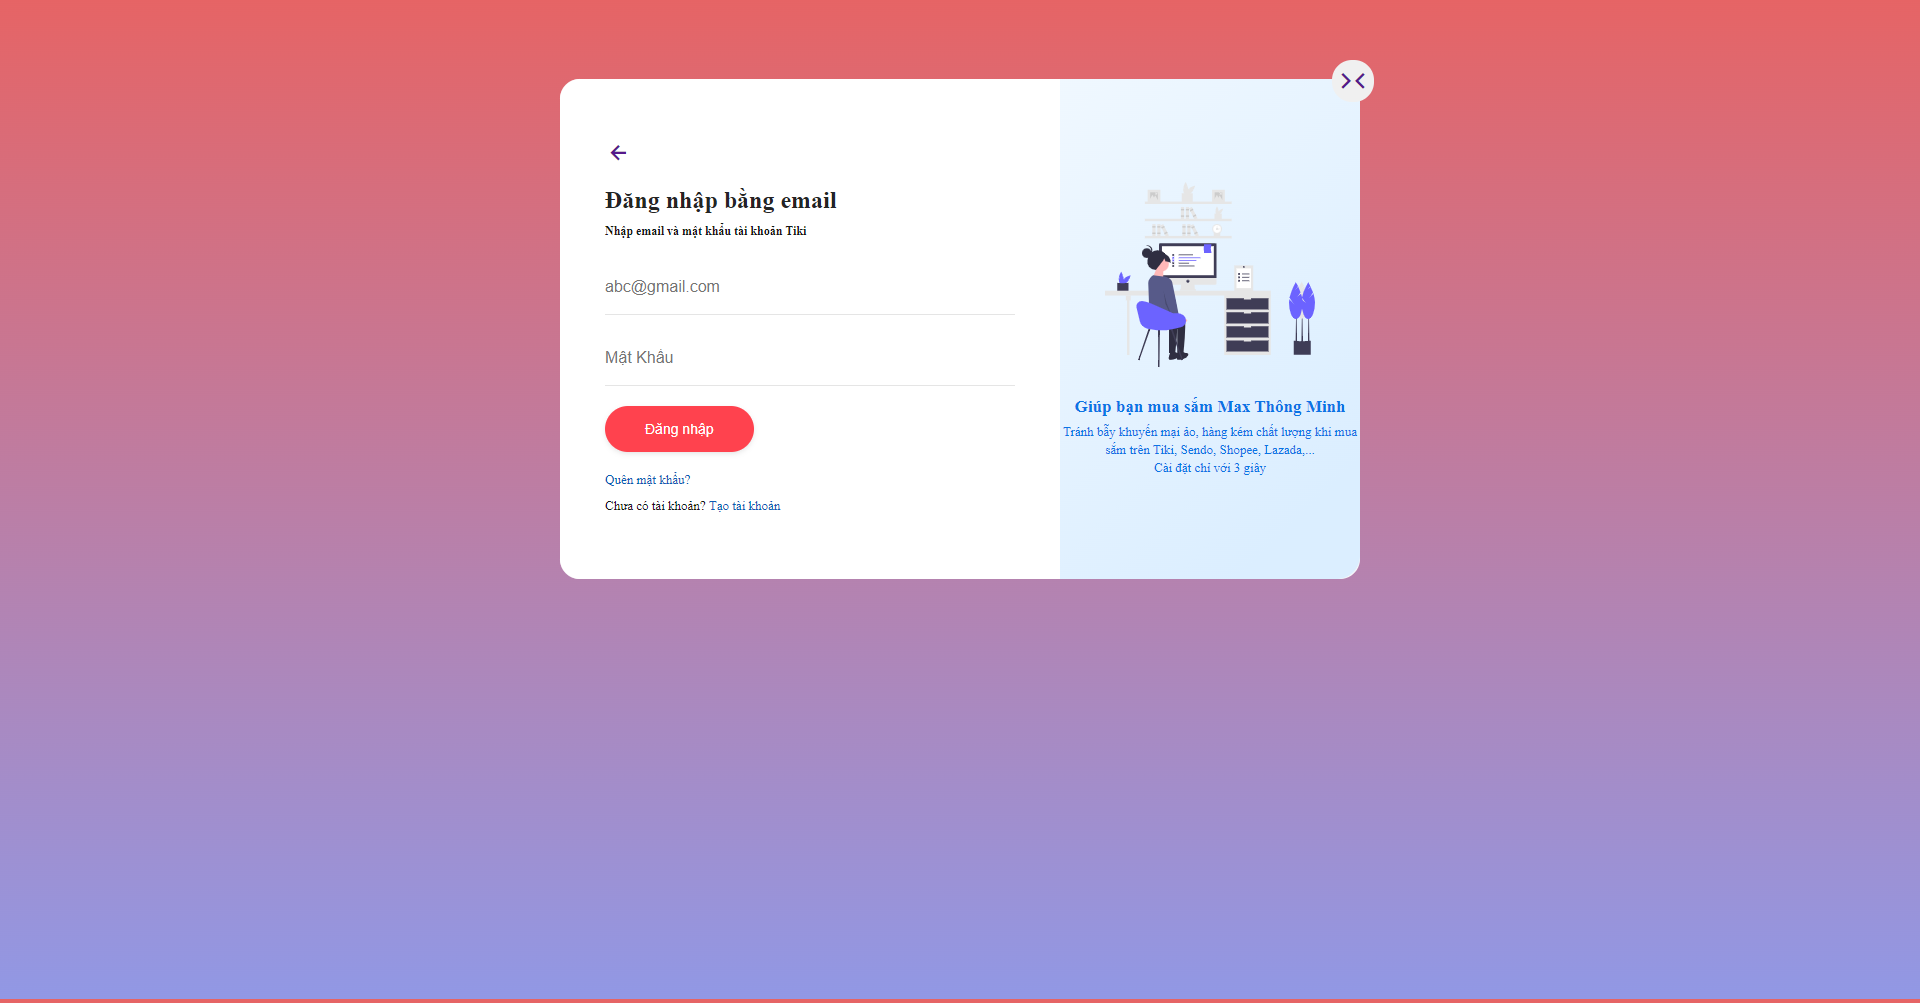 Đăng nhập bằng email
Nhập email và mật khẩu tài khoản Tiki
abc@gmail.com
Mật Khẩu
Đăng nhập
Quên mật khẩu?
Chưa có tài khoản? Tạo tài khoản
Giúp bạn mua sắm Max Thông Minh
Tránh bẫy khuyến mại ảo, hàng kém chất lượng khi mua
sắm trên Tiki, Sendo, Shopee, Lazada,...
Cài đặt chỉ với 3 giây